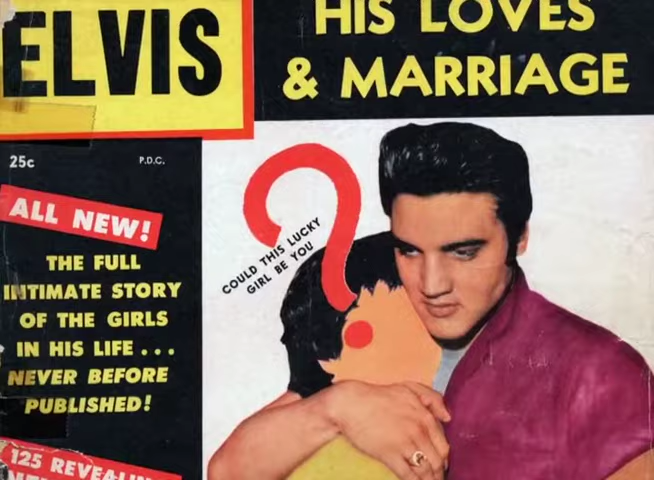 ELVIS
HIS LOVES
& MARRIAGE
25c
P.D.C.
ALL NEW!
THE FULL
INTIMATE STORY
OF THE GIRLS
IN HIS LIFE...
NEVER BEFORE
PUBLISHED!
COULD THIS LUCKY
GIRL BE YOU
?
125